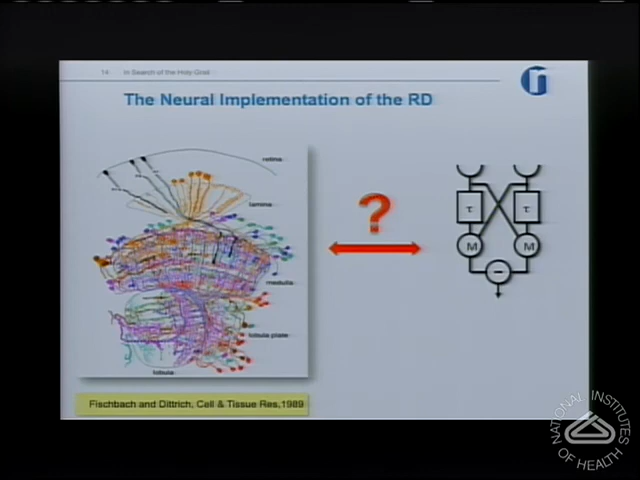 14 In Search of the Holy Grail
The Neural Implementation of the RD
retina
lamina
medulla
lobula plate
lobula
?
τ τ
M M
−
Fischbach and Dittrich, Cell & Tissue Res,1989
NATIONAL INSTITUTES
OF HEALTH